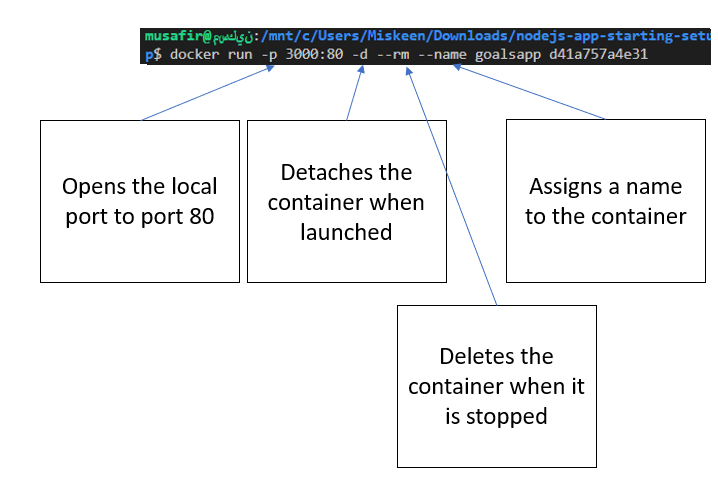 musafir@مسكين:/mnt/c/Users/Miskeen/Downloads/nodejs-app-starting-setu
p$ docker run -p 3000:80 -d --rm --name goalsapp d41a757a4e31
Opens the local
port to port 80
Detaches the
container when
launched
Assigns a name
to the container
Deletes the
container when it
is stopped